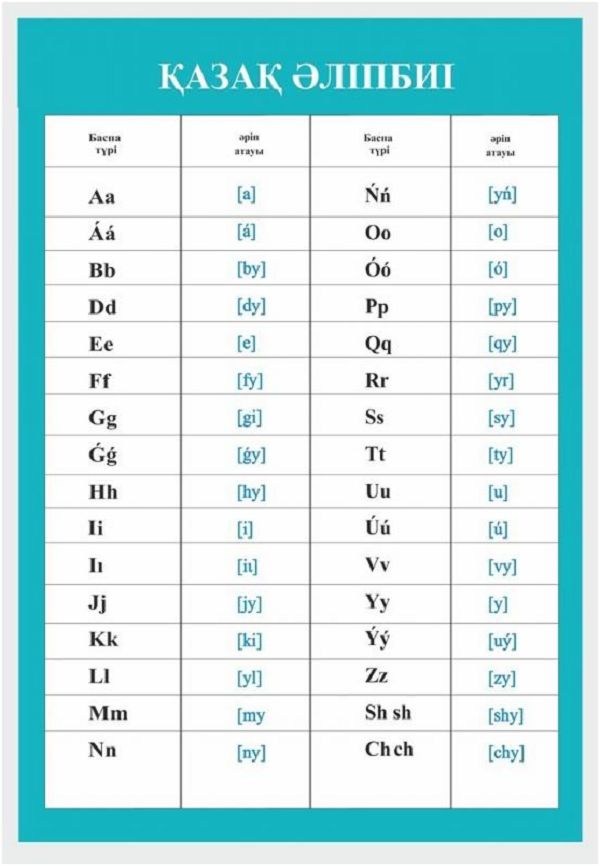 ҚАЗАҚ ӘЛІПБИІ
Баспа түрі әріп атауы Баспа түрі әріп атауы
Aa [a] Ńń [yń]
Áá [á] Oo [o]
Bb [by] Óó [ó]
Dd [dy] Pp [py]
Ee [e] Qq [qy]
Ff [fy] Rr [yr]
Gg [gi] Ss [sy]
Ǵǵ [ǵy] Tt [ty]
Hh [hy] Uu [u]
Ii [i] Úú [ú]
Iı [iı] Vv [vy]
Jj [jy] Yy [y]
Kk [ki] Ýý [uý]
Ll [yl] Zz [zy]
Mm [my Sh sh [shy]
Nn [ny] Ch ch [chy]